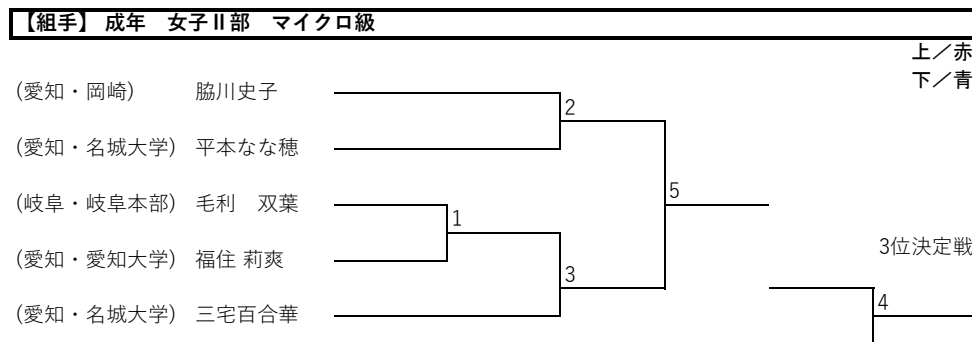 【組手】 成年　女子Ⅱ部　マイクロ級
上／赤
下／青
(愛知・岡崎)　脇川史子
2
(愛知・名城大学)　平本なな穂
(岐阜・岐阜本部)　毛利　双葉
5
1
3位決定戦
(愛知・愛知大学)　福住 莉爽
3
4
(愛知・名城大学)　三宅百合華